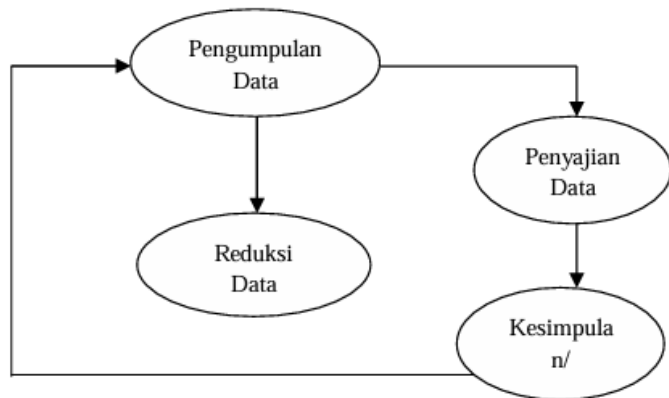 Pengumpulan
Data
Penyajian
Data
Reduksi
Data
Kesimpula
n/